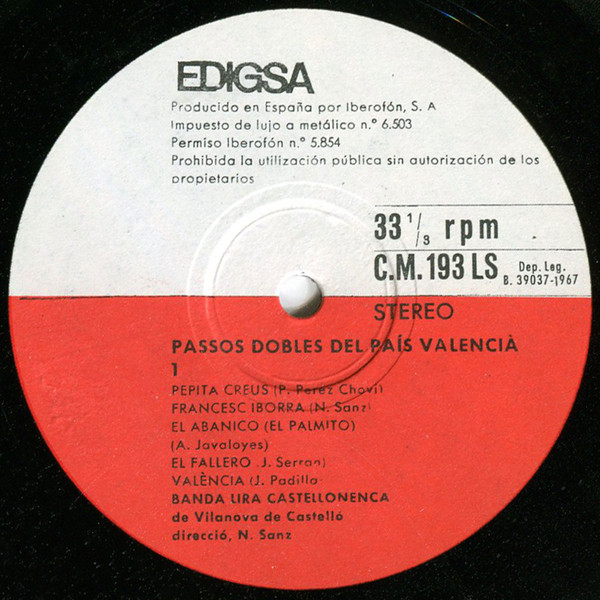 EDIGSA
Producido en España por Iberofón, S. A
Impuesto de lujo a metálico n.º 6.503
Permiso Iberofón n.º 5.854
Prohibida la utilización pública sin autorización de los
propietarios
33 1/3 rpm
C.M. 193 LS
Dep. Leg.
B. 39037-1967
STEREO
PASSOS DOBLES DEL PAÍS VALENCIÀ
1
PEPITA CREUS (P. Perez Chovi)
FRANCESC IBORRA (N. Sanz)
EL ABANICO (EL PALMITO)
(A. Javaloyes)
EL FALLERO J. Serran)
VALÈNCIA (J. Padilla
BANDA LIRA CASTELLONENCA
de Vilanova de Castelló
direcció, N. Sanz